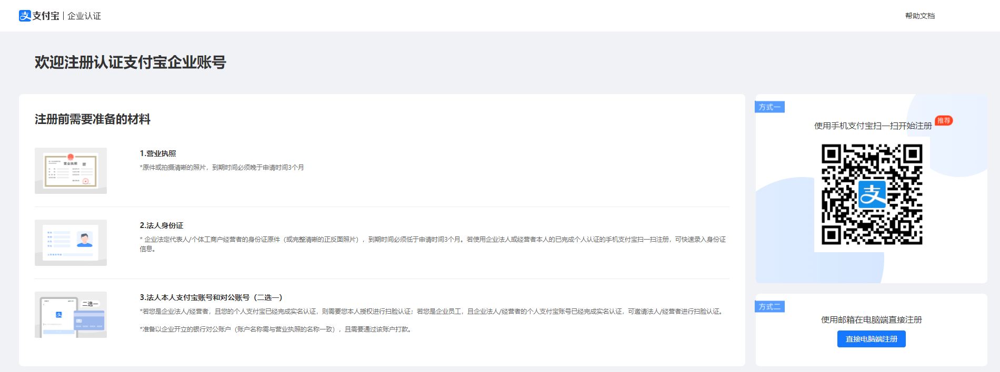 支付宝 | 企业认证
帮助文档
欢迎注册认证支付宝企业账号
注册前需要准备的材料
营业执照
1.营业执照
*原件或拍摄清晰的照片，到期时间必须晚于申请时间3个月
2.法人身份证
* 企业法定代表人/个体工商户经营者的身份证原件（或完整清晰的正反面照片），到期时间必须低于申请时间3个月。若使用企业法人或经营者本人的已完成个人认证的手机支付宝扫一扫注册，可快速录入身份证
信息。
二选一
3.法人本人支付宝账号和对公账号（二选一）
*若您是企业法人/经营者，且您的个人支付宝已经完成实名认证，则需要您本人授权进行扫脸认证；若您是企业员工，且企业法人/经营者的个人支付宝账号已经完成实名认证，可邀请法人/经营者进行扫脸认证。
*准备以企业开立的银行对公账户（账户名称需与营业执照的名称一致），且需要通过该账户打款。
方式一
使用手机支付宝扫一扫开始注册
推荐
支
方式二
使用邮箱在电脑端直接注册
直接电脑端注册